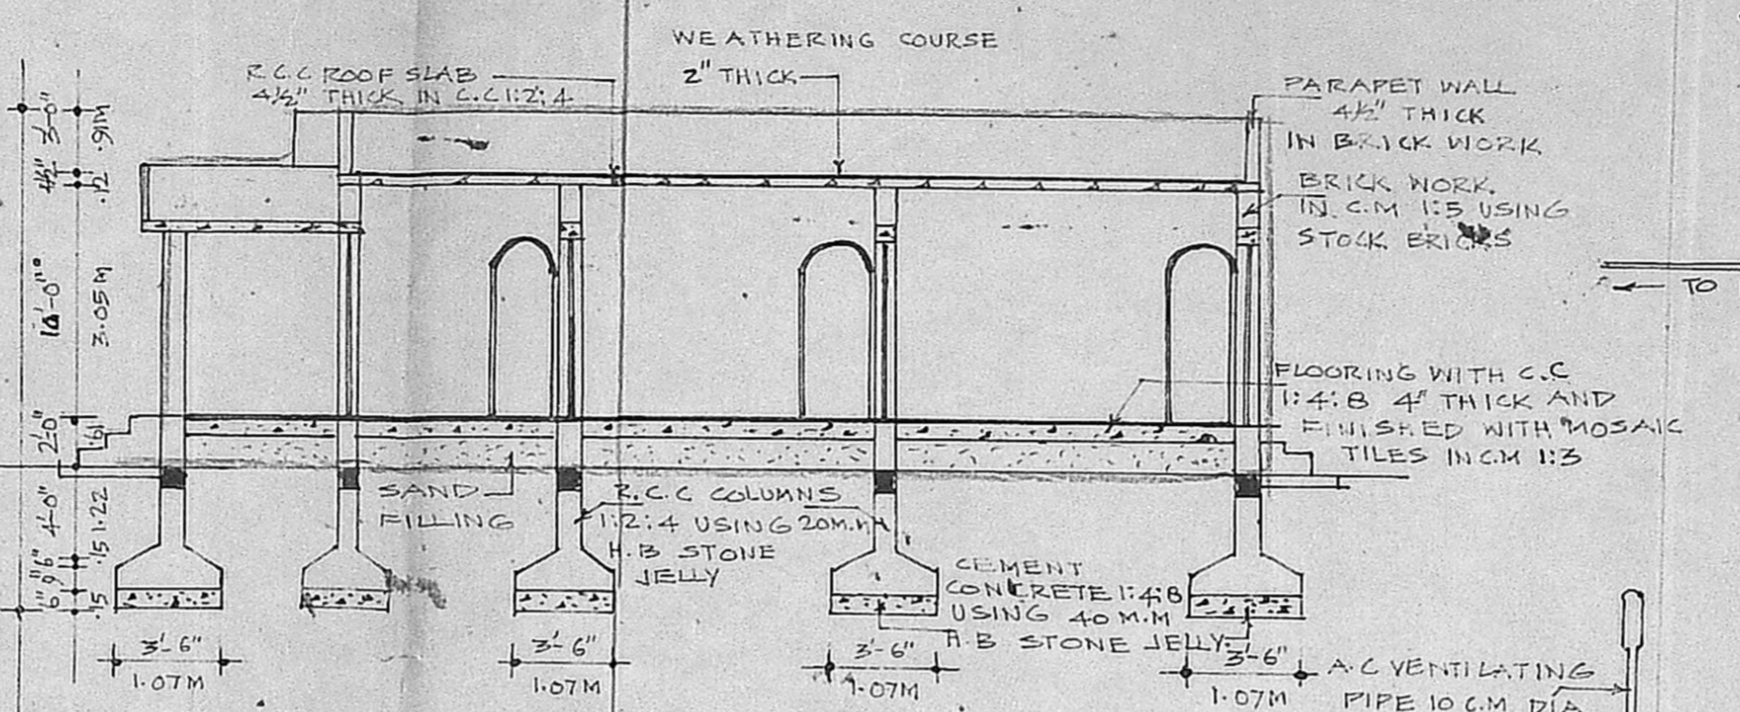 WEATHERING COURSE
2" THICK
R.C.C ROOF SLAB
4½" THICK IN C.C 1:2:4
PARAPET WALL
4½" THICK
IN BRICK WORK
BRICK WORK.
IN C.M 1:5 USING
STOCK BRICKS
TO
FLOORING WITH C.C
1:4:8 4" THICK AND
FINISHED WITH MOSAIC
TILES IN C.M 1:3
3'-0"
.91M
4½"
.12
10'-0"
3.05M
2'-0"
.61
4'-0"
1.22
6"
.15
9"
6"
.15
SAND
FILLING
R.C.C COLUMNS
1:2:4 USING 20M.M
H.B STONE
JELLY
CEMENT
CONCRETE 1:4:8
USING 40 M.M
H.B STONE JELLY.
3'-6"
1.07M
3'-6"
1.07M
3'-6"
1.07M
3'-6"
1.07M
A.C VENTILATING
PIPE 10 C.M. DIA